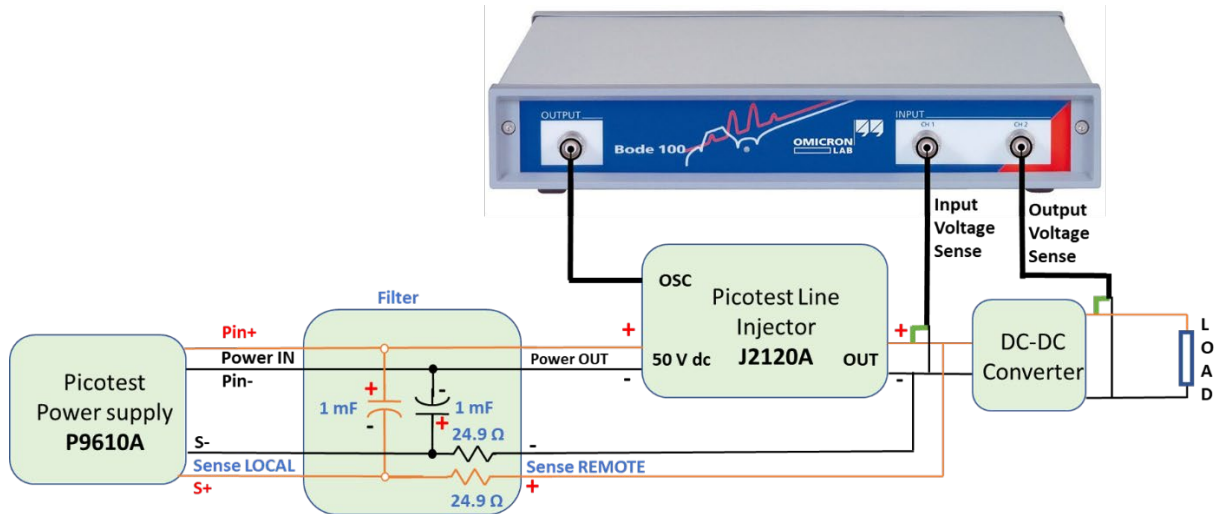 OUTPUT
Bode 100
OMICRON
LAB
INPUT
CH 1
CH 2
Input
Voltage
Sense
Output
Voltage
Sense
Filter
OSC
Picotest Line
Injector
J2120A
50 V dc
OUT
+
-
+
-
DC-DC
Converter
L
O
A
D
Picotest
Power supply
P9610A
Pin+
Power IN
Pin-
Power OUT
+
-
1 mF
-
+
1 mF
24.9 Ω
S-
-
Sense LOCAL
Sense REMOTE
S+
+
24.9 Ω